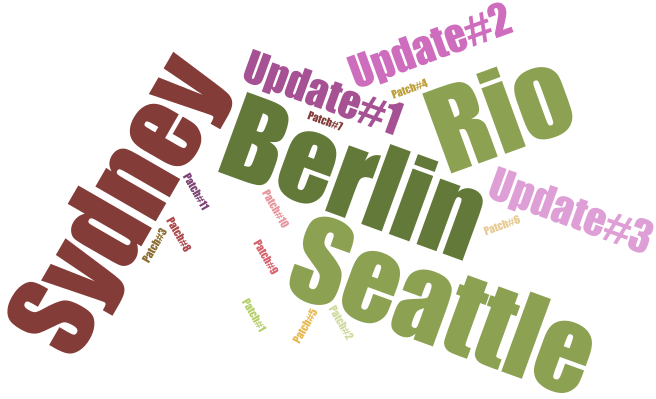 Update#2
Update#1
Patch#4
Rio
Sydney
Berlin
Patch#7
Patch#11
Update#3
Patch#10
Patch#6
Patch#3
Patch#8
Patch#9
Seattle
Patch#1
Patch#5
Patch#2